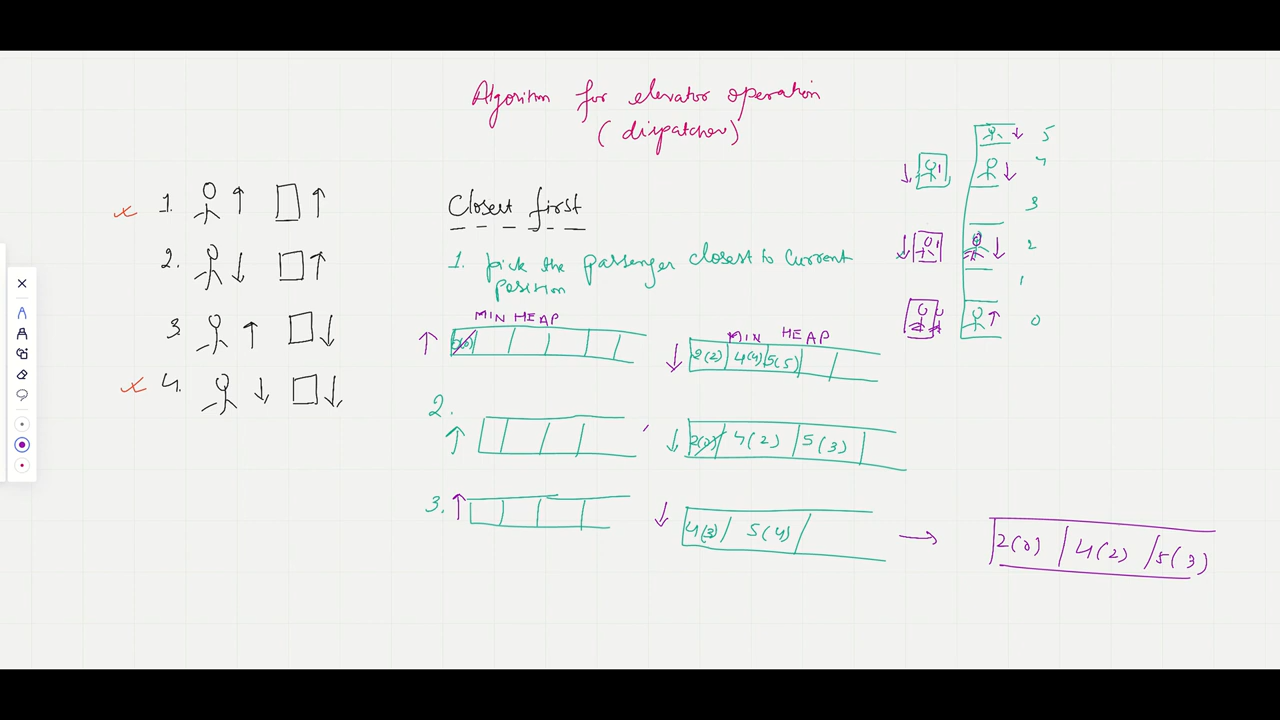 Algorithm for elevator operation
(dispatcher)
1. ↑ ↑
2. ↓ ↑
3. ↑ ↓
4. ↓ ↓
Closest first
1. pick the passenger closest to current
position
MIN HEAP
↑
MIN HEAP
↓ 2(2) 4(4) 5(5)
2.
↑
↓ 4(2) 5(3)
3. ↑
↓ 4(3) 5(4) → 2(0) 4(2) 5(3)
↓ 5
↓ ↓ 4
3
↓ ↓ 2
1
↑ 0